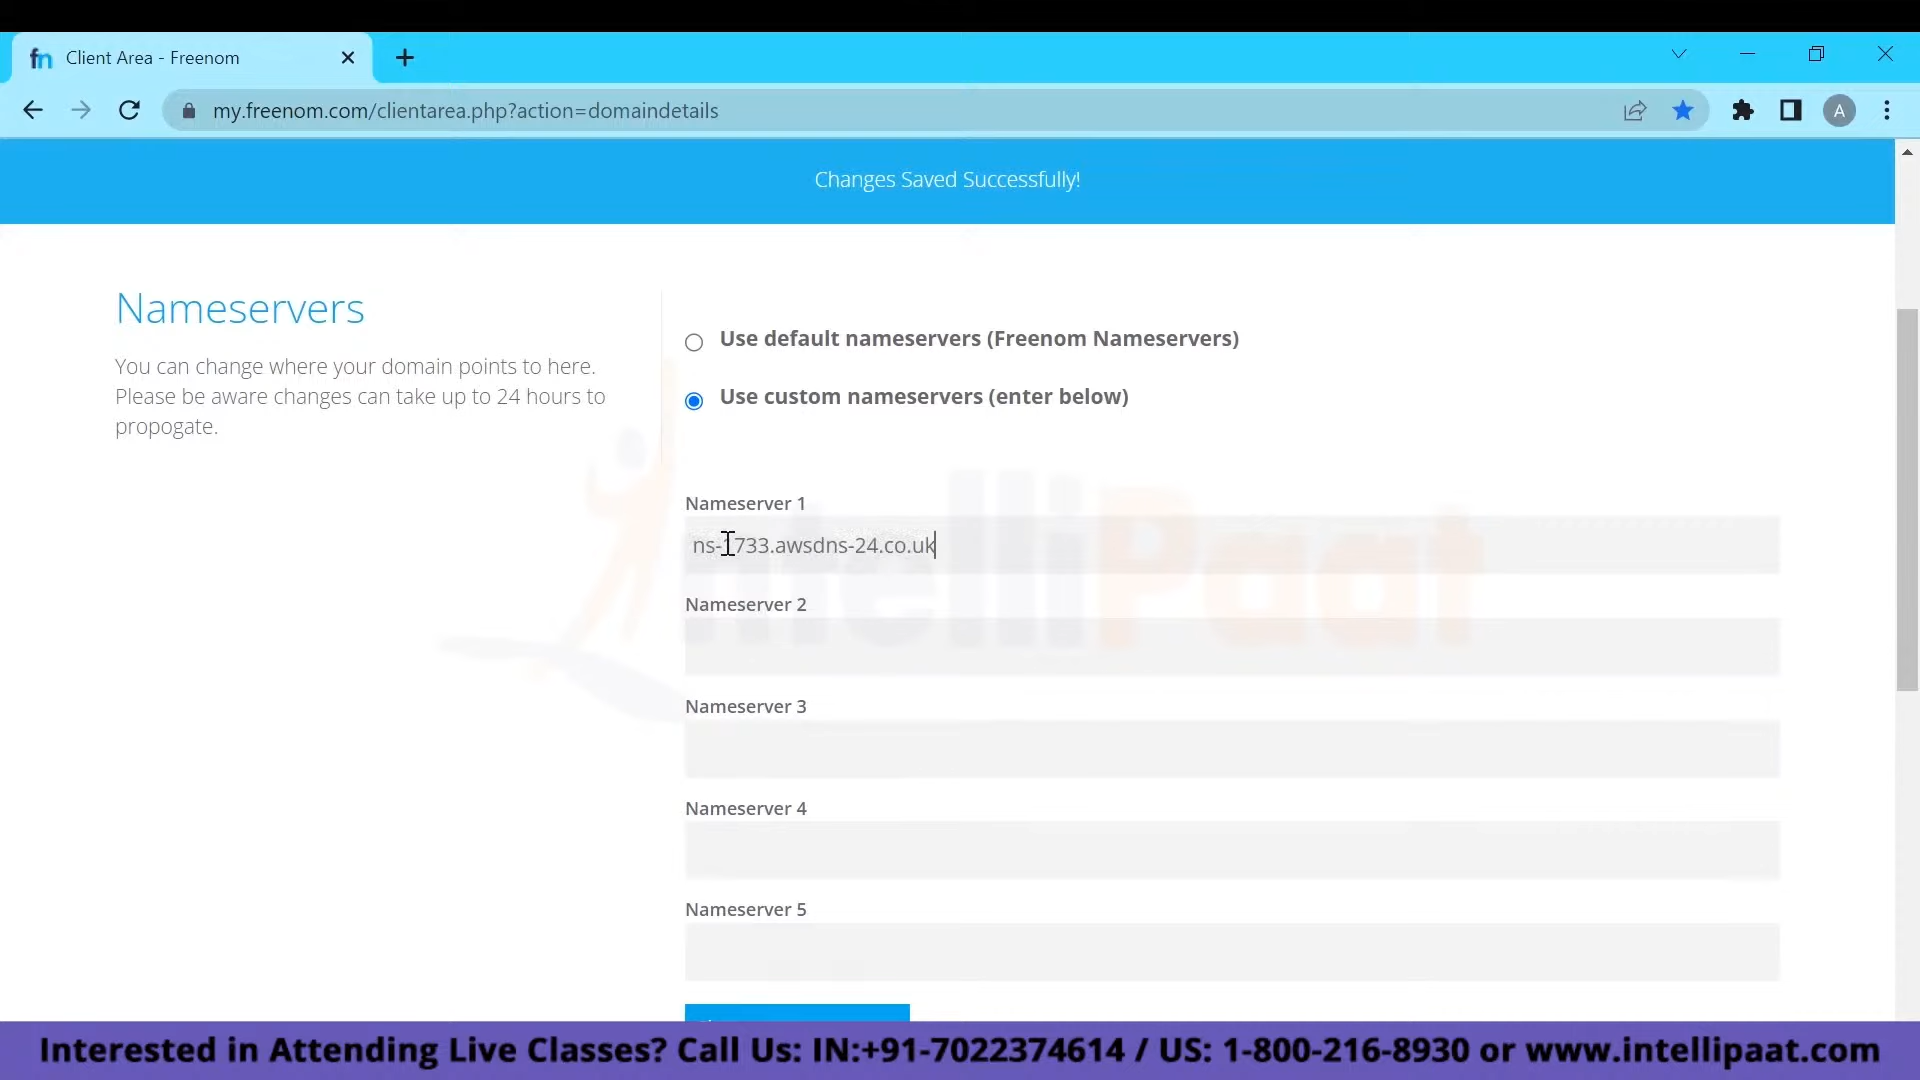 fn Client Area - Freenom
my.freenom.com/clientarea.php?action=domaindetails
A
Changes Saved Successfully!
Nameservers
You can change where your domain points to here.
Please be aware changes can take up to 24 hours to
propogate.
Use default nameservers (Freenom Nameservers)
Use custom nameservers (enter below)
Nameserver 1
ns-1733.awsdns-24.co.uk
IntelliPaat
Nameserver 2
Nameserver 3
Nameserver 4
Nameserver 5
Interested in Attending Live Classes? Call Us: IN:+91-7022374614 / US: 1-800-216-8930 or www.intellipaat.com